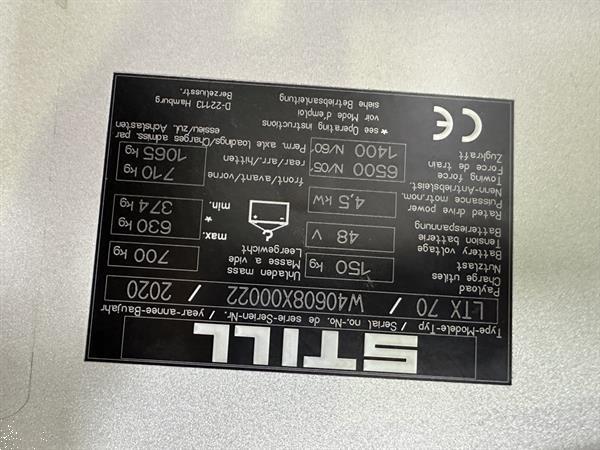 STILL
Type-Modele-Typ / Serial no.-No. de serie-Serien-Nr. / year-annee-Baujahr
LTX 70 / W40608X00022 / 2020
Payload
Charge utiles
Nutzlast
150 kg
Unladen mass
Masse a vide
Leergewicht
700 kg
Battery voltage
Tension batterie
Batteriespannung
48 V
max. 630 kg
* min. 374 kg
Rated drive power
Puissance motr.nom.
Nenn-Antriebsleist.
4,5 kW
front/avant/vorne 710 kg
rear/arr./hitten 1065 kg
Towing force
Force de train
Zugkraft
6500 N/05'
1400 N/60'
Perm. axle loadings/Charges admiss. par
essieu/zul. Achslasten
CE
* see Operating instructions
voir Mode d'emploi
siehe Betriebsanleitung
Berzeliusstr.
D-22113 Hamburg